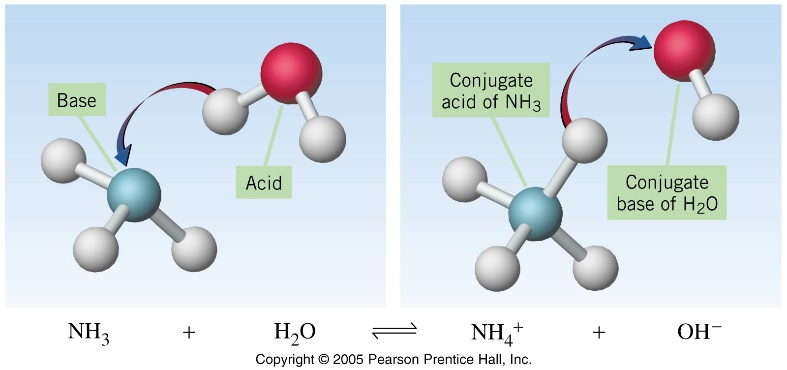 Base
Acid
Conjugate
acid of NH₃
Conjugate
base of H₂O
NH₃ + H₂O ⇌ NH₄⁺ + OH⁻
Copyright © 2005 Pearson Prentice Hall, Inc.